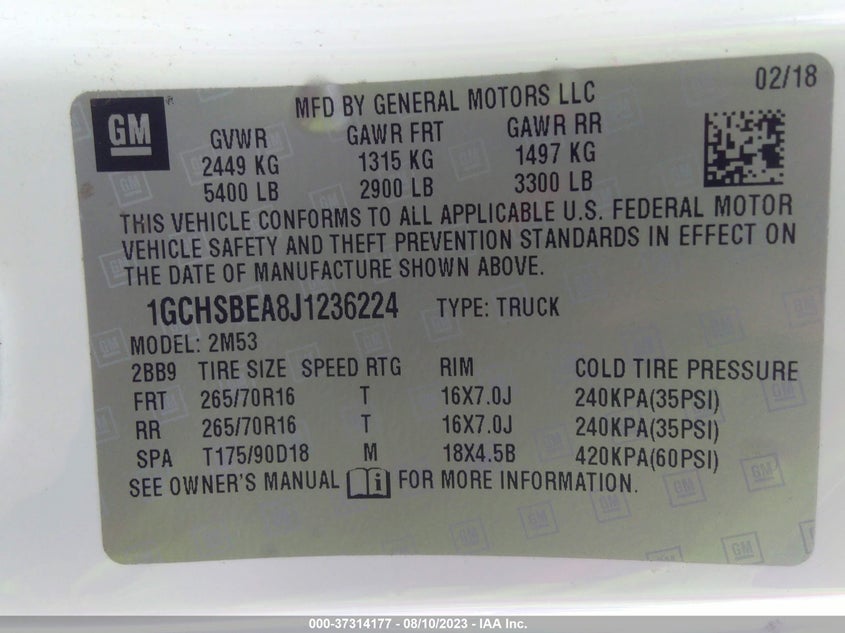 02/18
GM
MFD BY GENERAL MOTORS LLC
GVWR GAWR FRT GAWR RR
2449 KG 1315 KG 1497 KG
5400 LB 2900 LB 3300 LB
THIS VEHICLE CONFORMS TO ALL APPLICABLE U.S. FEDERAL MOTOR
VEHICLE SAFETY AND THEFT PREVENTION STANDARDS IN EFFECT ON
THE DATE OF MANUFACTURE SHOWN ABOVE.
1GCHSBEA8J1236224 TYPE: TRUCK
MODEL: 2M53
2BB9 TIRE SIZE SPEED RTG RIM COLD TIRE PRESSURE
FRT 265/70R16 T 16X7.0J 240KPA(35PSI)
RR 265/70R16 T 16X7.0J 240KPA(35PSI)
SPA T175/90D18 M 18X4.5B 420KPA(60PSI)
SEE OWNER'S MANUAL FOR MORE INFORMATION.
000-37314177 - 08/10/2023 - IAA Inc.